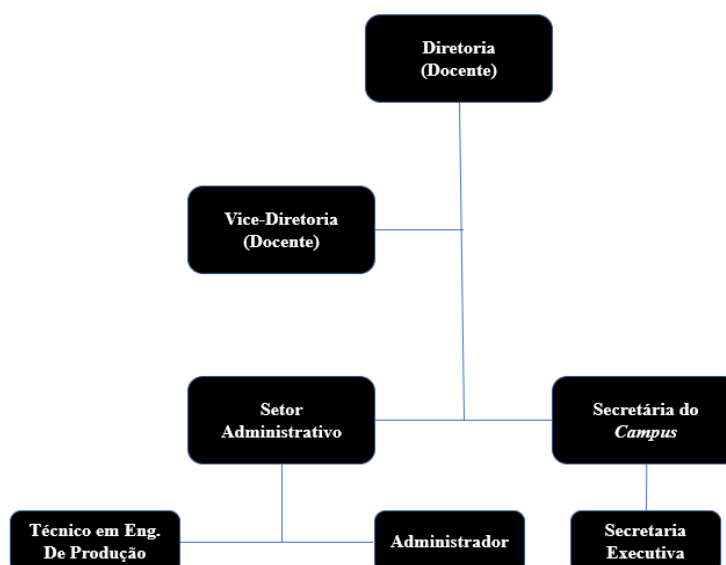 Diretoria
(Docente)
Vice-Diretoria
(Docente)
Setor
Administrativo
Secretária do
Campus
Técnico em Eng.
De Produção
Administrador
Secretaria
Executiva